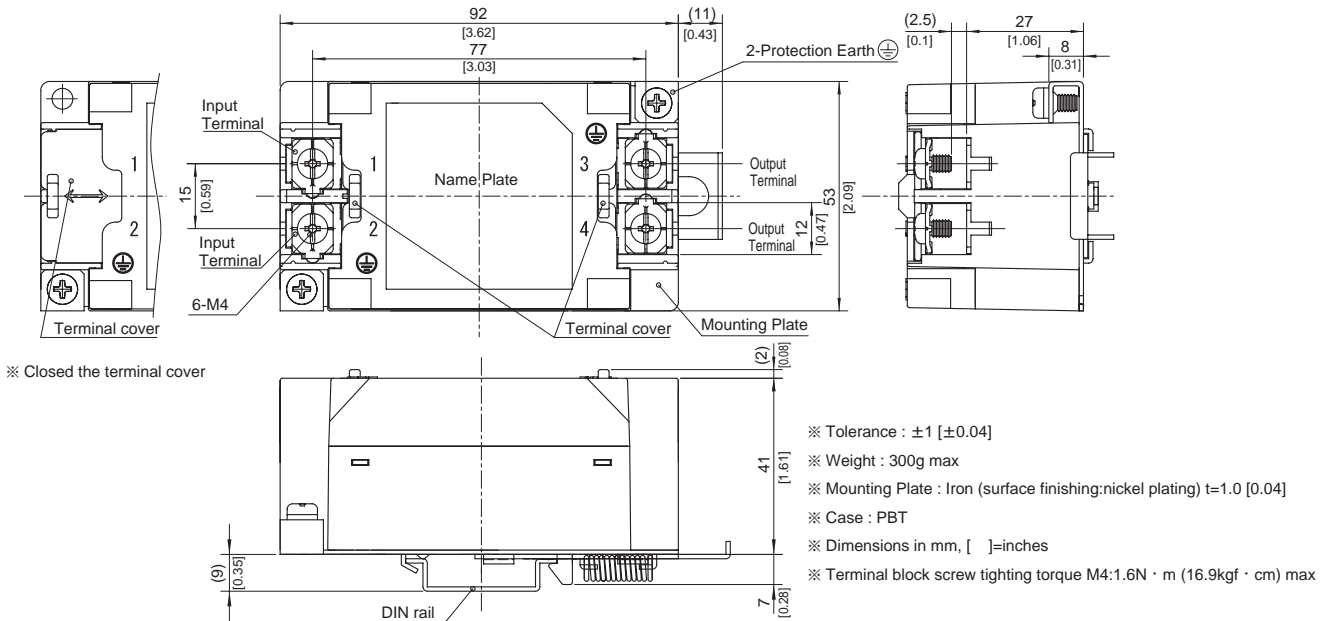 92
[3.62]
(11)
[0.43]
77
[3.03]
2-Protection Earth
(2.5)
[0.1]
27
[1.06]
8
[0.31]
Input
Terminal
1
2
15
[0.59]
1
Name Plate
3
Output
Terminal
53
[2.09]
2
4
12
[0.47]
Output
Terminal
Input
Terminal
6-M4
Terminal cover
Terminal cover
Mounting Plate
※ Closed the terminal cover
(2)
[0.08]
41
[1.61]
※ Tolerance : ±1 [±0.04]
※ Weight : 300g max
※ Mounting Plate : Iron (surface finishing:nickel plating) t=1.0 [0.04]
※ Case : PBT
※ Dimensions in mm, [ ]=inches
※ Terminal block screw tighting torque M4:1.6N・m (16.9kgf・cm) max
(9)
[0.35]
7
[0.28]
DIN rail